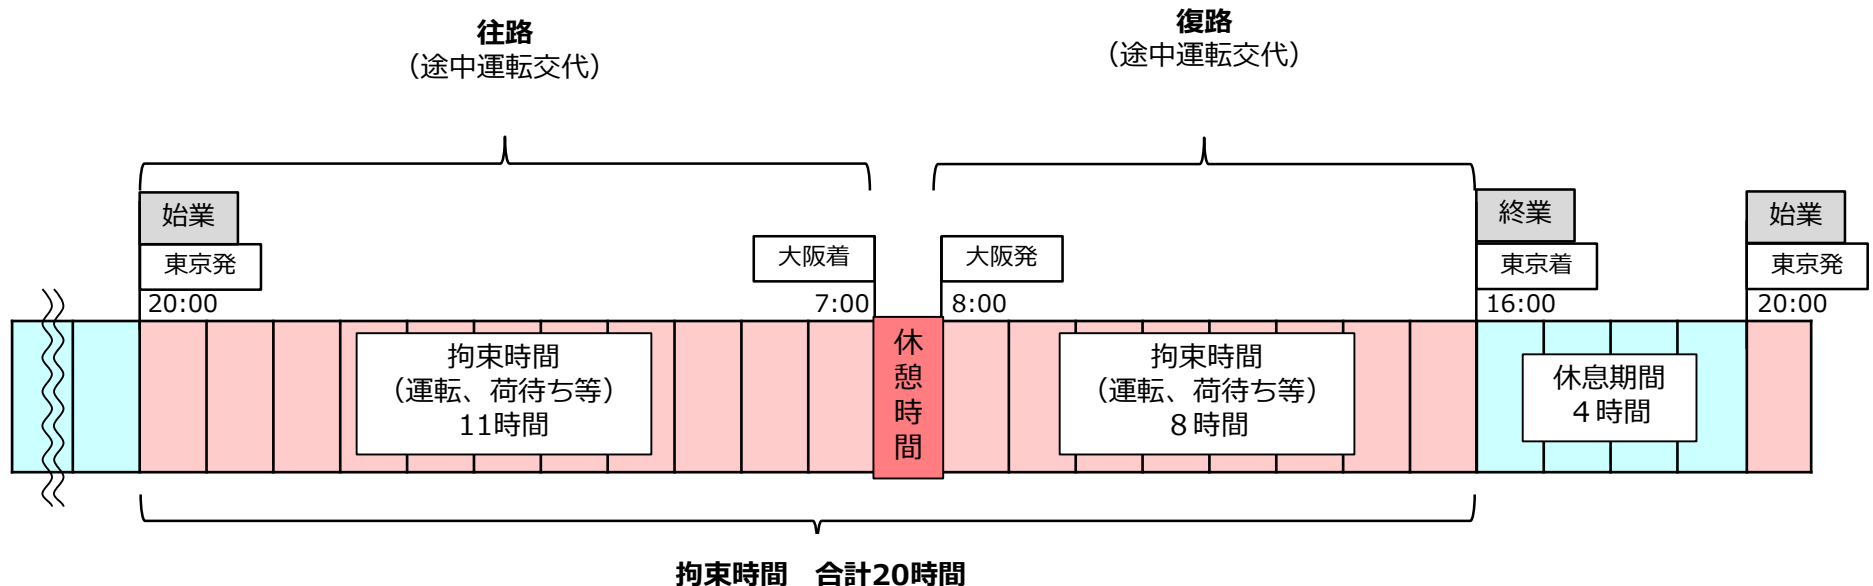 往路
（途中運転交代）
復路
（途中運転交代）
始業
東京発
20:00
大阪着
7:00
大阪発
8:00
終業
東京着
16:00
始業
東京発
20:00
拘束時間
（運転、荷待ち等）
11時間
休憩時間
拘束時間
（運転、荷待ち等）
８時間
休息期間
４時間
拘束時間　合計20時間